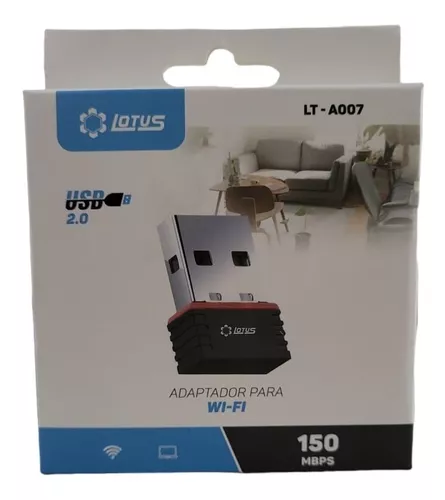 LOTUS
LT - A007
USB
2.0
LOTUS
ADAPTADOR PARA
WI-FI
150
MBPS